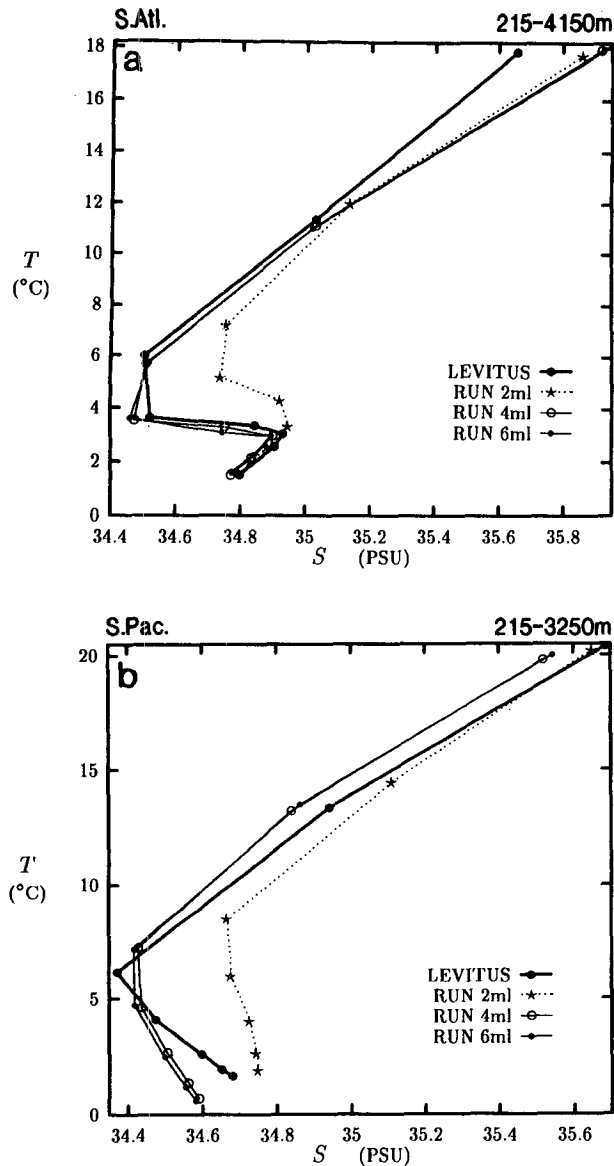 S.Atl. 215-4150m
a
18
16
14
12
10
8
6
4
2
0
T
(°C)
LEVITUS
RUN 2ml
RUN 4ml
RUN 6ml
34.4 34.6 34.8 35 35.2 35.4 35.6 35.8
S (PSU)
S.Pac. 215-3250m
b
20
15
10
5
0
T
(°C)
LEVITUS
RUN 2ml
RUN 4ml
RUN 6ml
34.4 34.6 34.8 35 35.2 35.4 35.6
S (PSU)